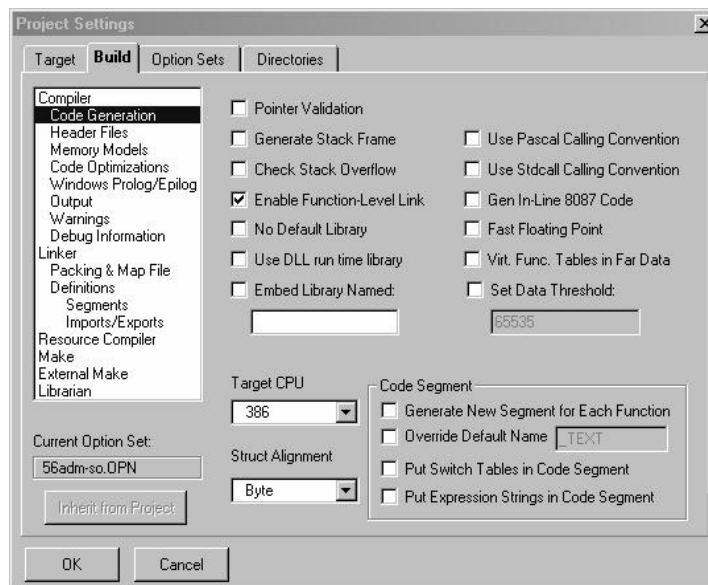 Project Settings
Target
Build
Option Sets
Directories
Compiler
Code Generation
Header Files
Memory Models
Code Optimizations
Windows Prolog/Epilog
Output
Warnings
Debug Information
Linker
Packing & Map File
Definitions
Segments
Imports/Exports
Resource Compiler
Make
External Make
Librarian
Current Option Set:
56adm-so.OPN
Inherit from Project
Pointer Validation
Generate Stack Frame
Check Stack Overflow
Enable Function-Level Link
No Default Library
Use DLL run time library
Embed Library Named:
Use Pascal Calling Convention
Use Stdcall Calling Convention
Gen In-Line 8087 Code
Fast Floating Point
Virt. Func. Tables in Far Data
Set Data Threshold:
65535
Target CPU
386
Struct Alignment
Byte
Code Segment
Generate New Segment for Each Function
Override Default Name _TEXT
Put Switch Tables in Code Segment
Put Expression Strings in Code Segment
OK
Cancel